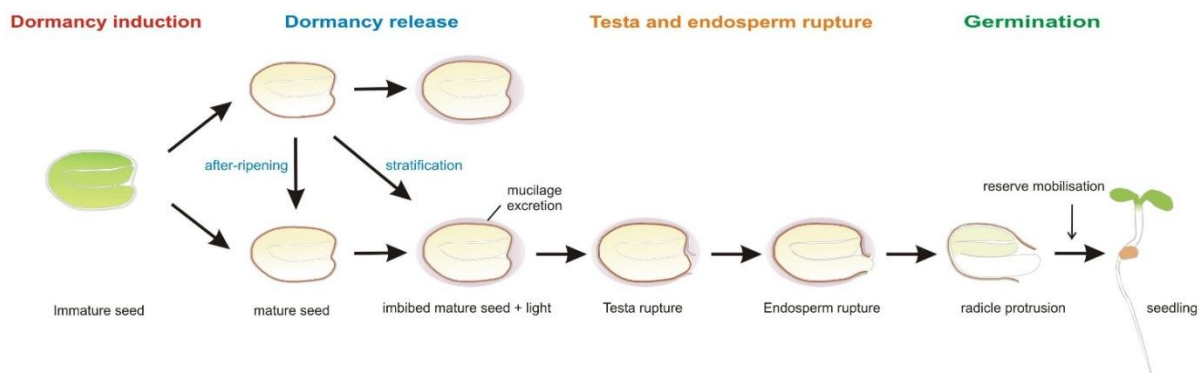 Dormancy induction
Dormancy release
Testa and endosperm rupture
Germination
after-ripening
stratification
mucilage
excretion
reserve mobilisation
Immature seed
mature seed
imbibed mature seed + light
Testa rupture
Endosperm rupture
radicle protrusion
seedling